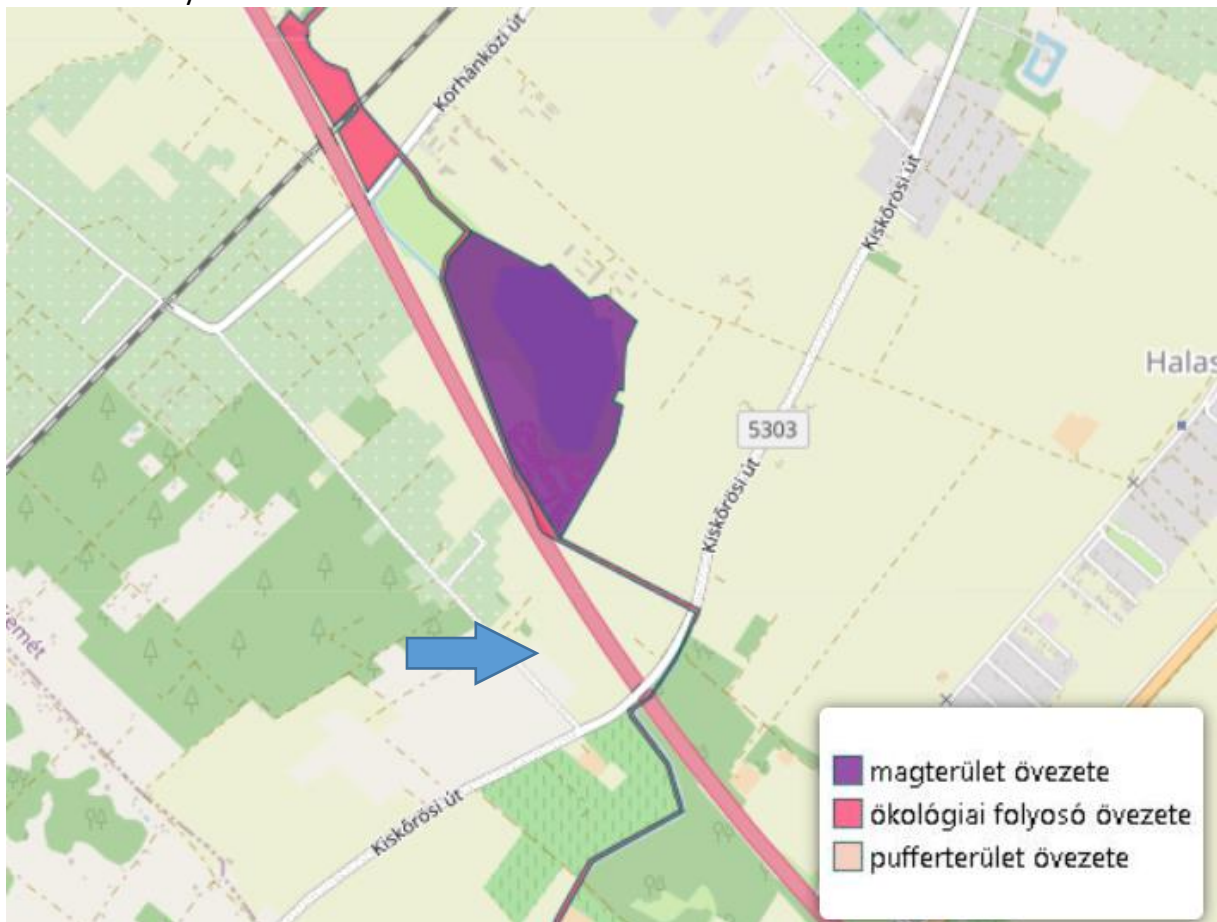 Korhánközi út
Kiskőrösi út
Halas
5303
Kiskőrösi út
emét
Kiskőrösi út
magterület övezete
ökológiai folyosó övezete
pufferterület övezete